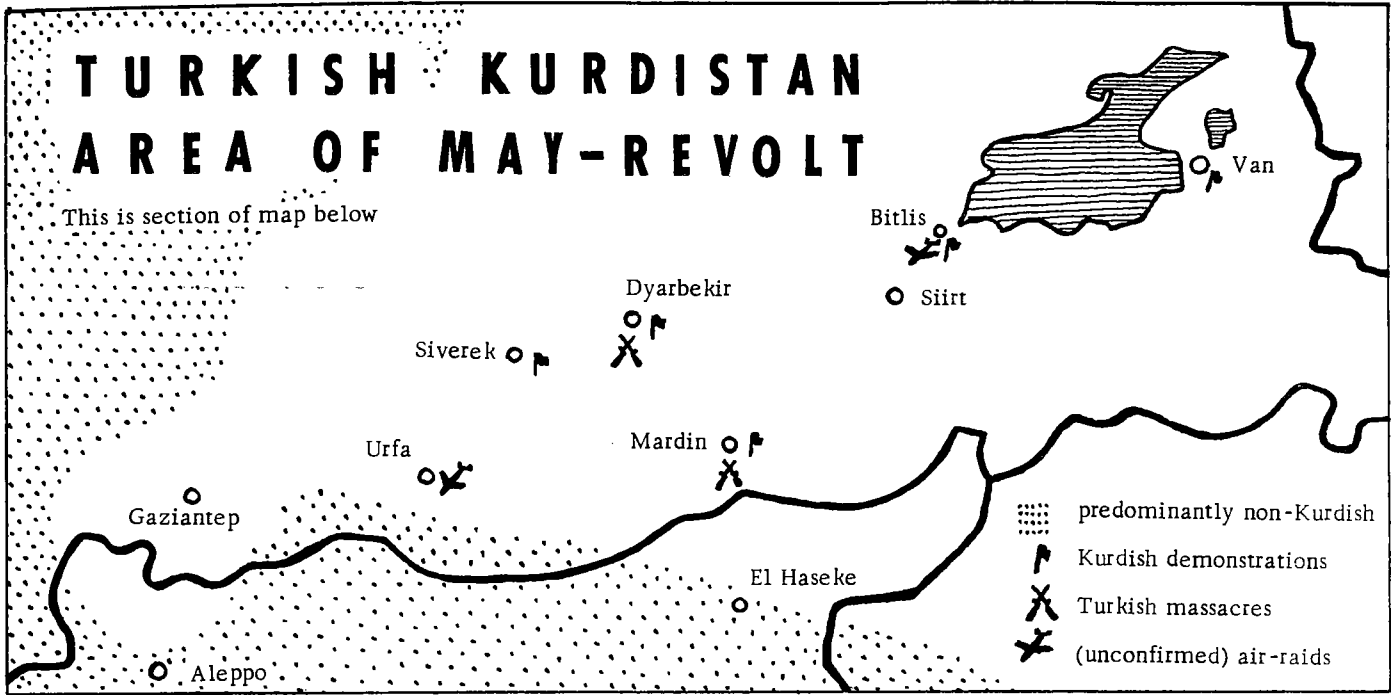 TURKISH KURDISTAN
AREA OF MAY-REVOLT
This is section of map below
Van
Bitlis
Siirt
Dyarbekir
Siverek
Urfa
Mardin
Gaziantep
El Haseke
Aleppo
predominantly non-Kurdish
Kurdish demonstrations
Turkish massacres
(unconfirmed) air-raids